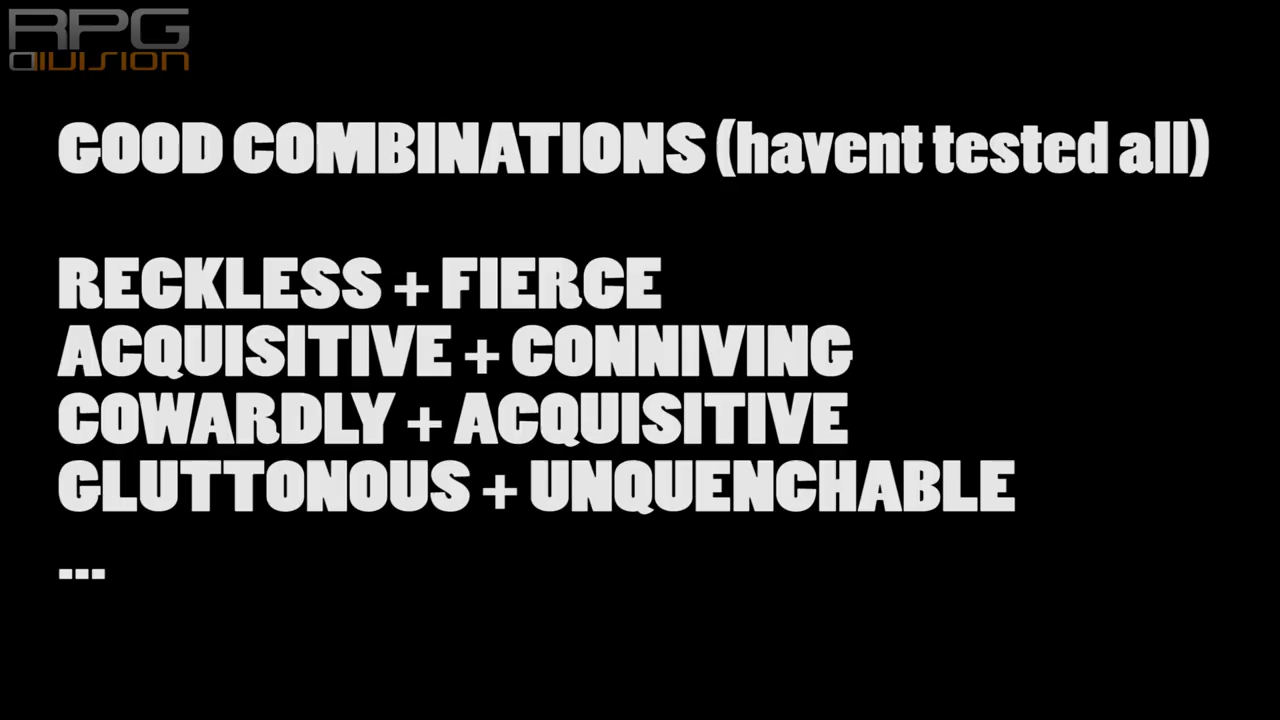 RPG
DIVISION
GOOD COMBINATIONS (havent tested all)
RECKLESS + FIERCE
ACQUISITIVE + CONNIVING
COWARDLY + ACQUISITIVE
GLUTTONOUS + UNQUENCHABLE
...